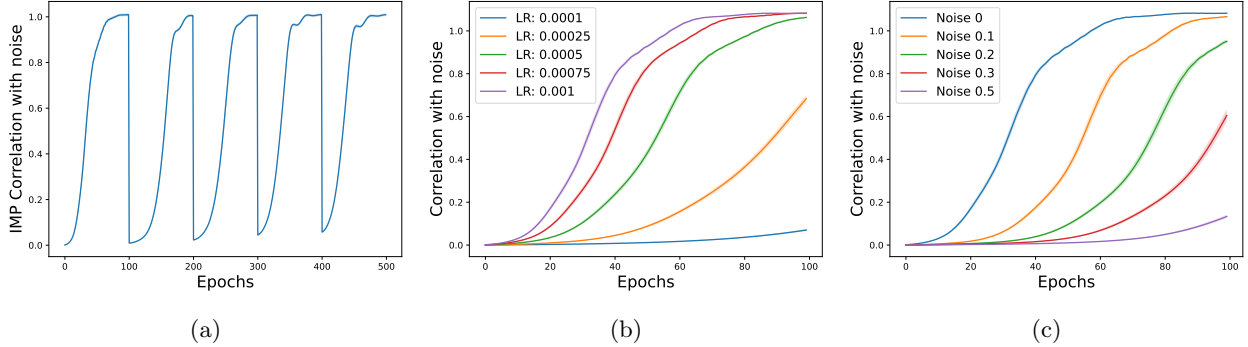 IMP Correlation with noise
1.0
0.8
0.6
0.4
0.2
0.0
0 100 200 300 400 500
Epochs
(a)
Correlation with noise
1.0
0.8
0.6
0.4
0.2
0.0
LR: 0.0001
LR: 0.00025
LR: 0.0005
LR: 0.00075
LR: 0.001
0 20 40 60 80 100
Epochs
(b)
Correlation with noise
1.0
0.8
0.6
0.4
0.2
0.0
Noise 0
Noise 0.1
Noise 0.2
Noise 0.3
Noise 0.5
0 20 40 60 80 100
Epochs
(c)